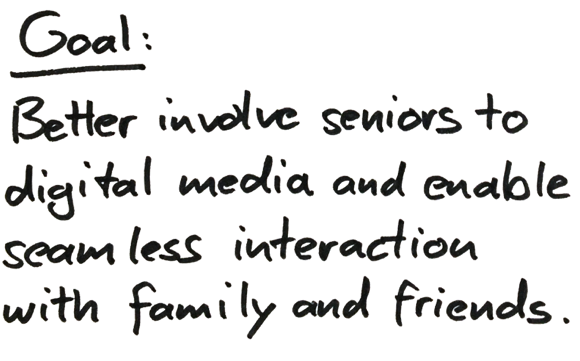 Goal:
Better involve seniors to
digital media and enable
seamless interaction
with family and friends.